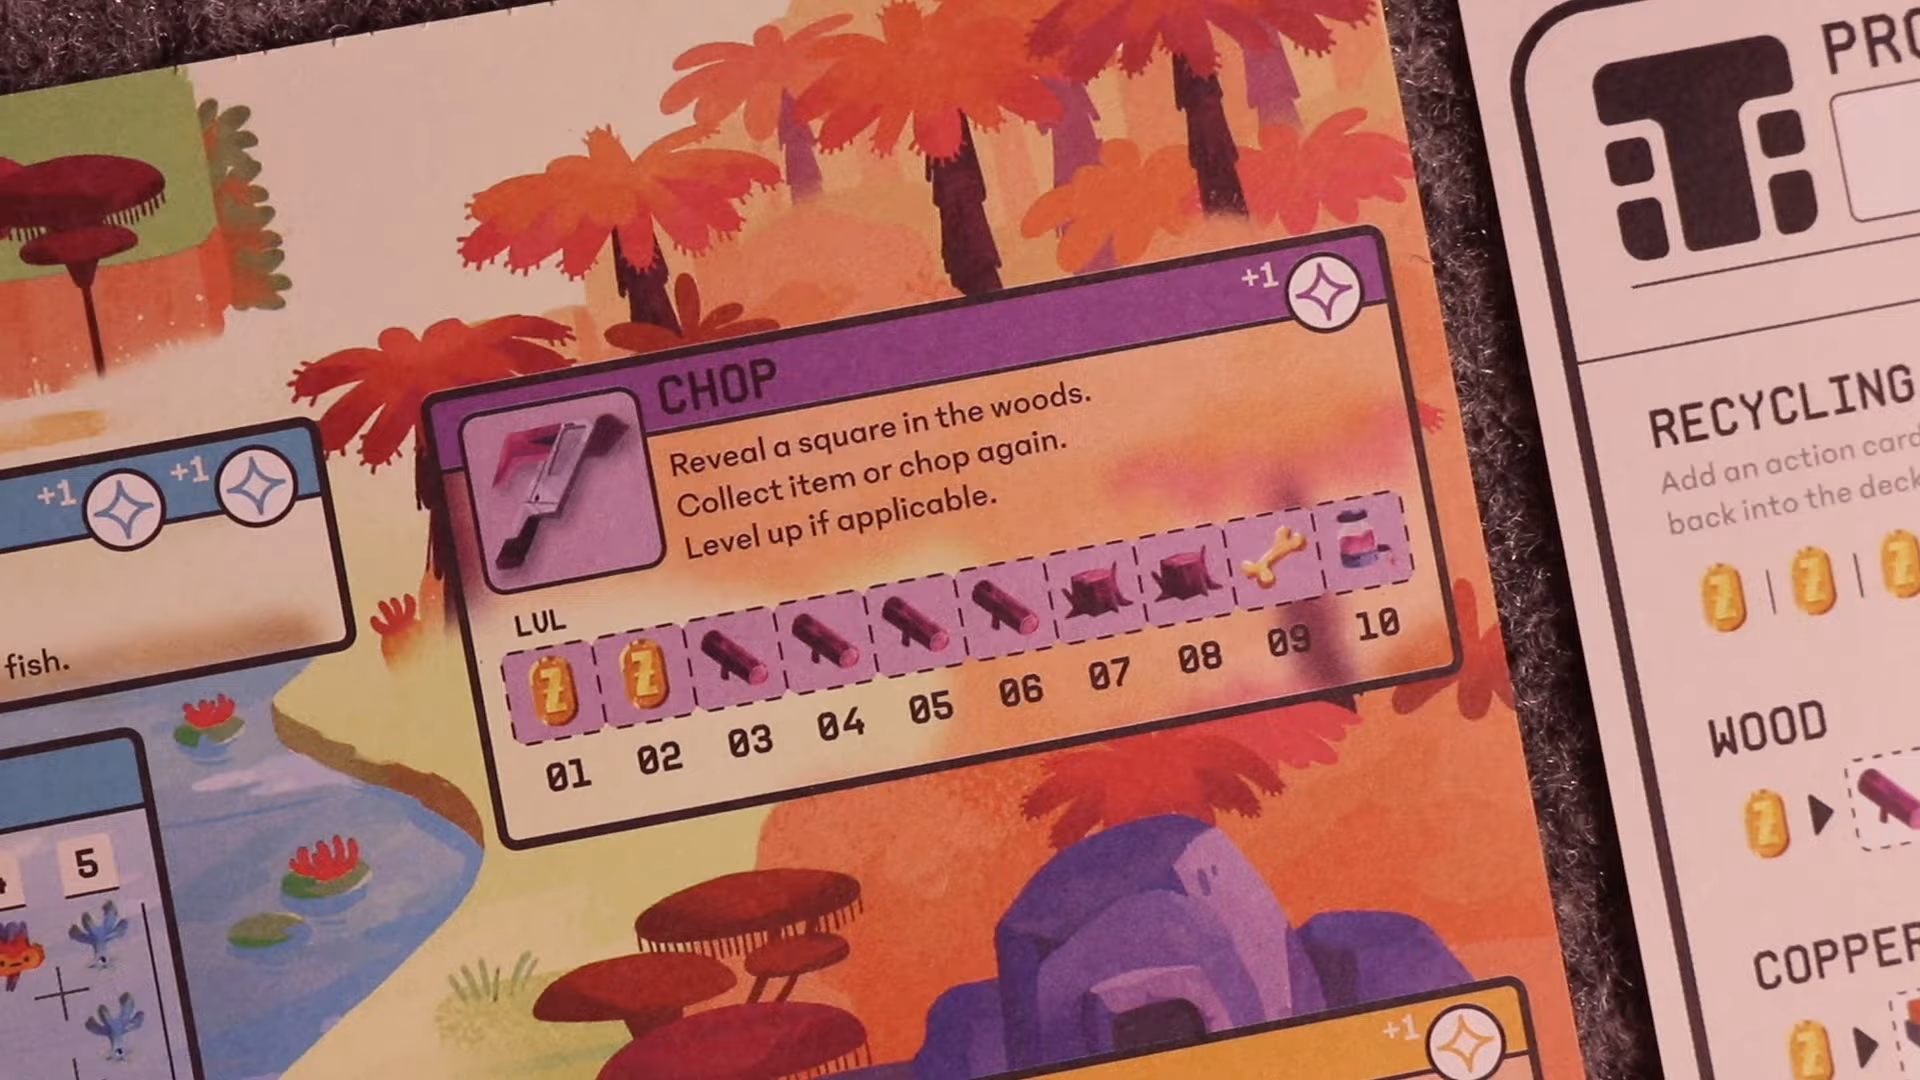 +1
+1
fish.
5
CHOP
+1
Reveal a square in the woods.
Collect item or chop again.
Level up if applicable.
LVL
01 02 03 04 05 06 07 08 09 10
+1
RECYCLING
Add an action card
back into the deck
WOOD
COPPER